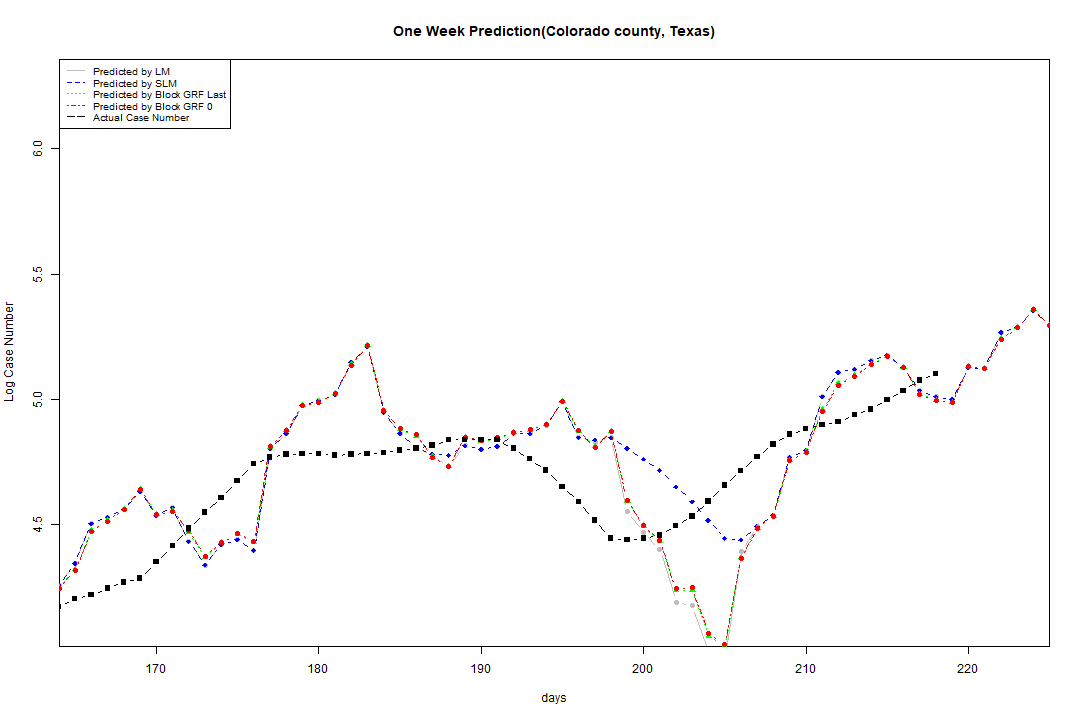 One Week Prediction(Colorado county, Texas)
Predicted by LM
Predicted by SLM
Predicted by Block GRF Last
Predicted by Block GRF 0
Actual Case Number
6.0
5.5
5.0
4.5
Log Case Number
170 180 190 200 210 220
days